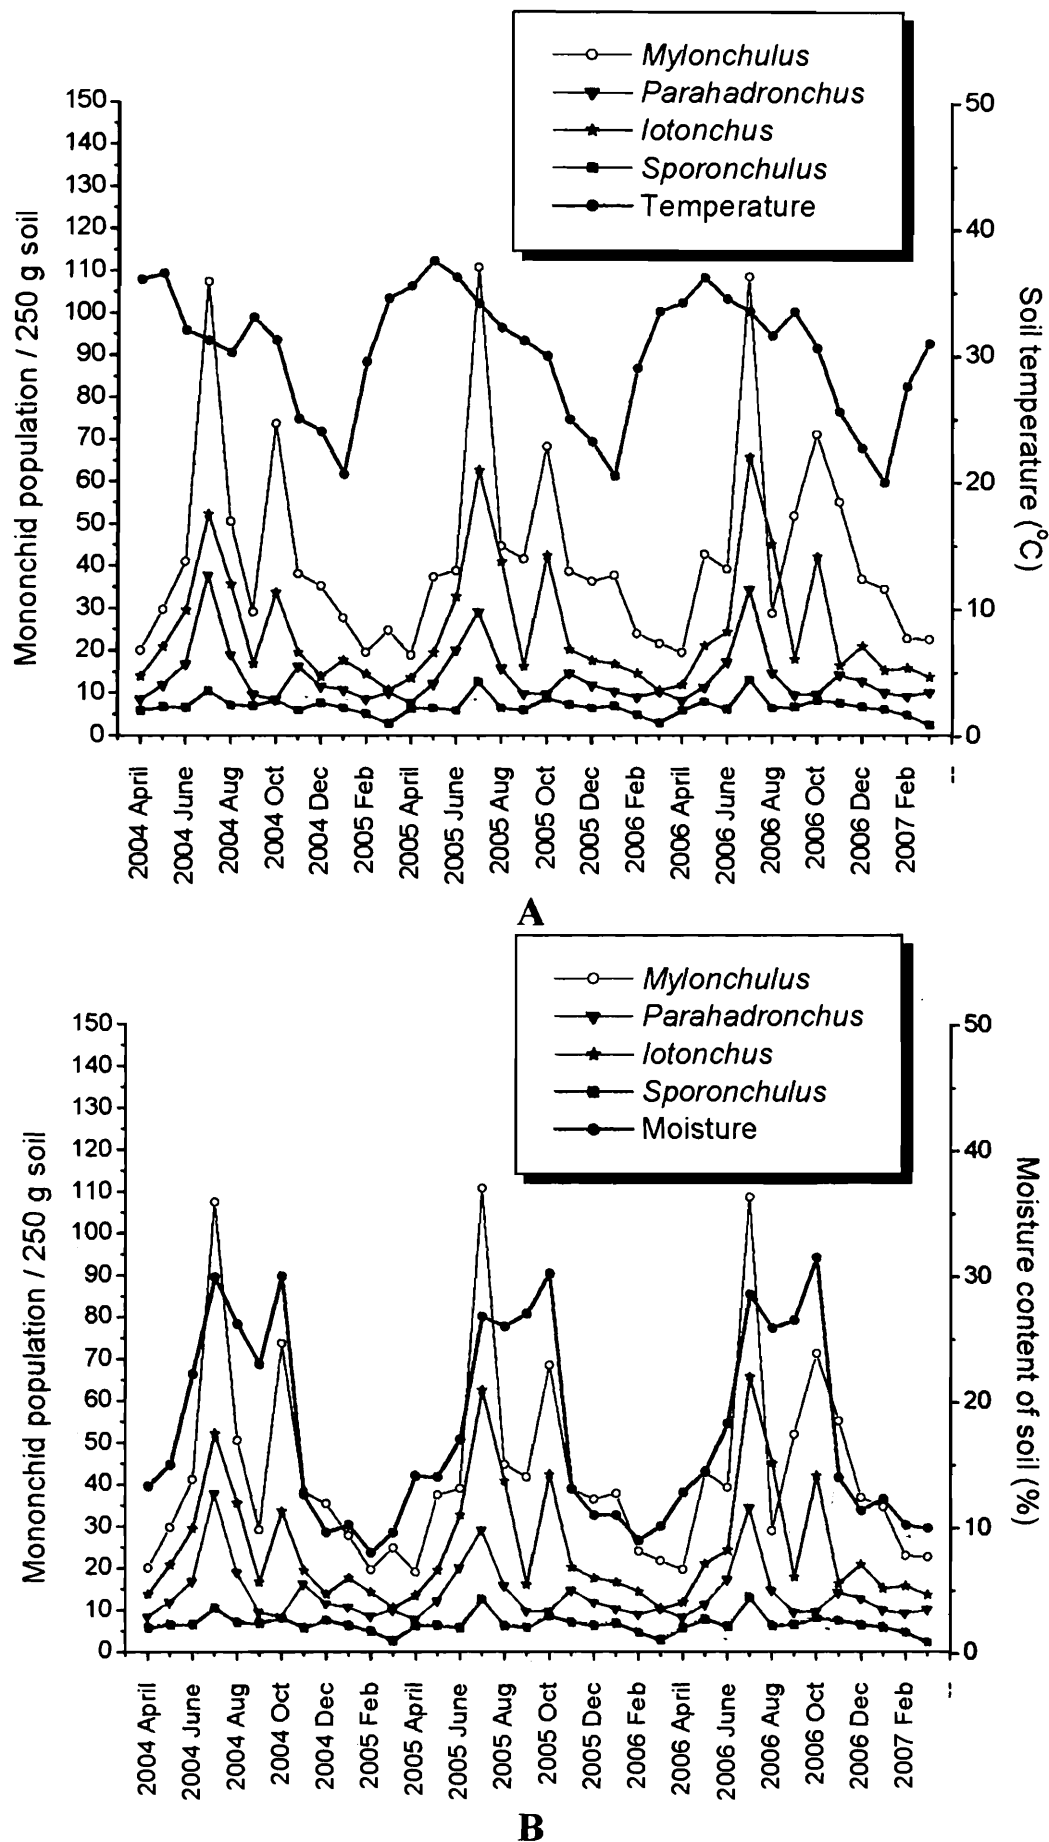 Mylonchulus
Parahadronchus
Iotonchus
Sporonchulus
Temperature
Mononchid population / 250 g soil
150
140
130
120
110
100
90
80
70
60
50
40
30
20
10
0
50
40
30
20
10
0
Soil temperature (°C)
2004 April
2004 June
2004 Aug
2004 Oct
2004 Dec
2005 Feb
2005 April
2005 June
2005 Aug
2005 Oct
2005 Dec
2006 Feb
2006 April
2006 June
2006 Aug
2006 Oct
2006 Dec
2007 Feb
--
A
Mylonchulus
Parahadronchus
Iotonchus
Sporonchulus
Moisture
Mononchid population / 250 g soil
150
140
130
120
110
100
90
80
70
60
50
40
30
20
10
0
50
40
30
20
10
0
Moisture content of soil (%)
2004 April
2004 June
2004 Aug
2004 Oct
2004 Dec
2005 Feb
2005 April
2005 June
2005 Aug
2005 Oct
2005 Dec
2006 Feb
2006 April
2006 June
2006 Aug
2006 Oct
2006 Dec
2007 Feb
--
B